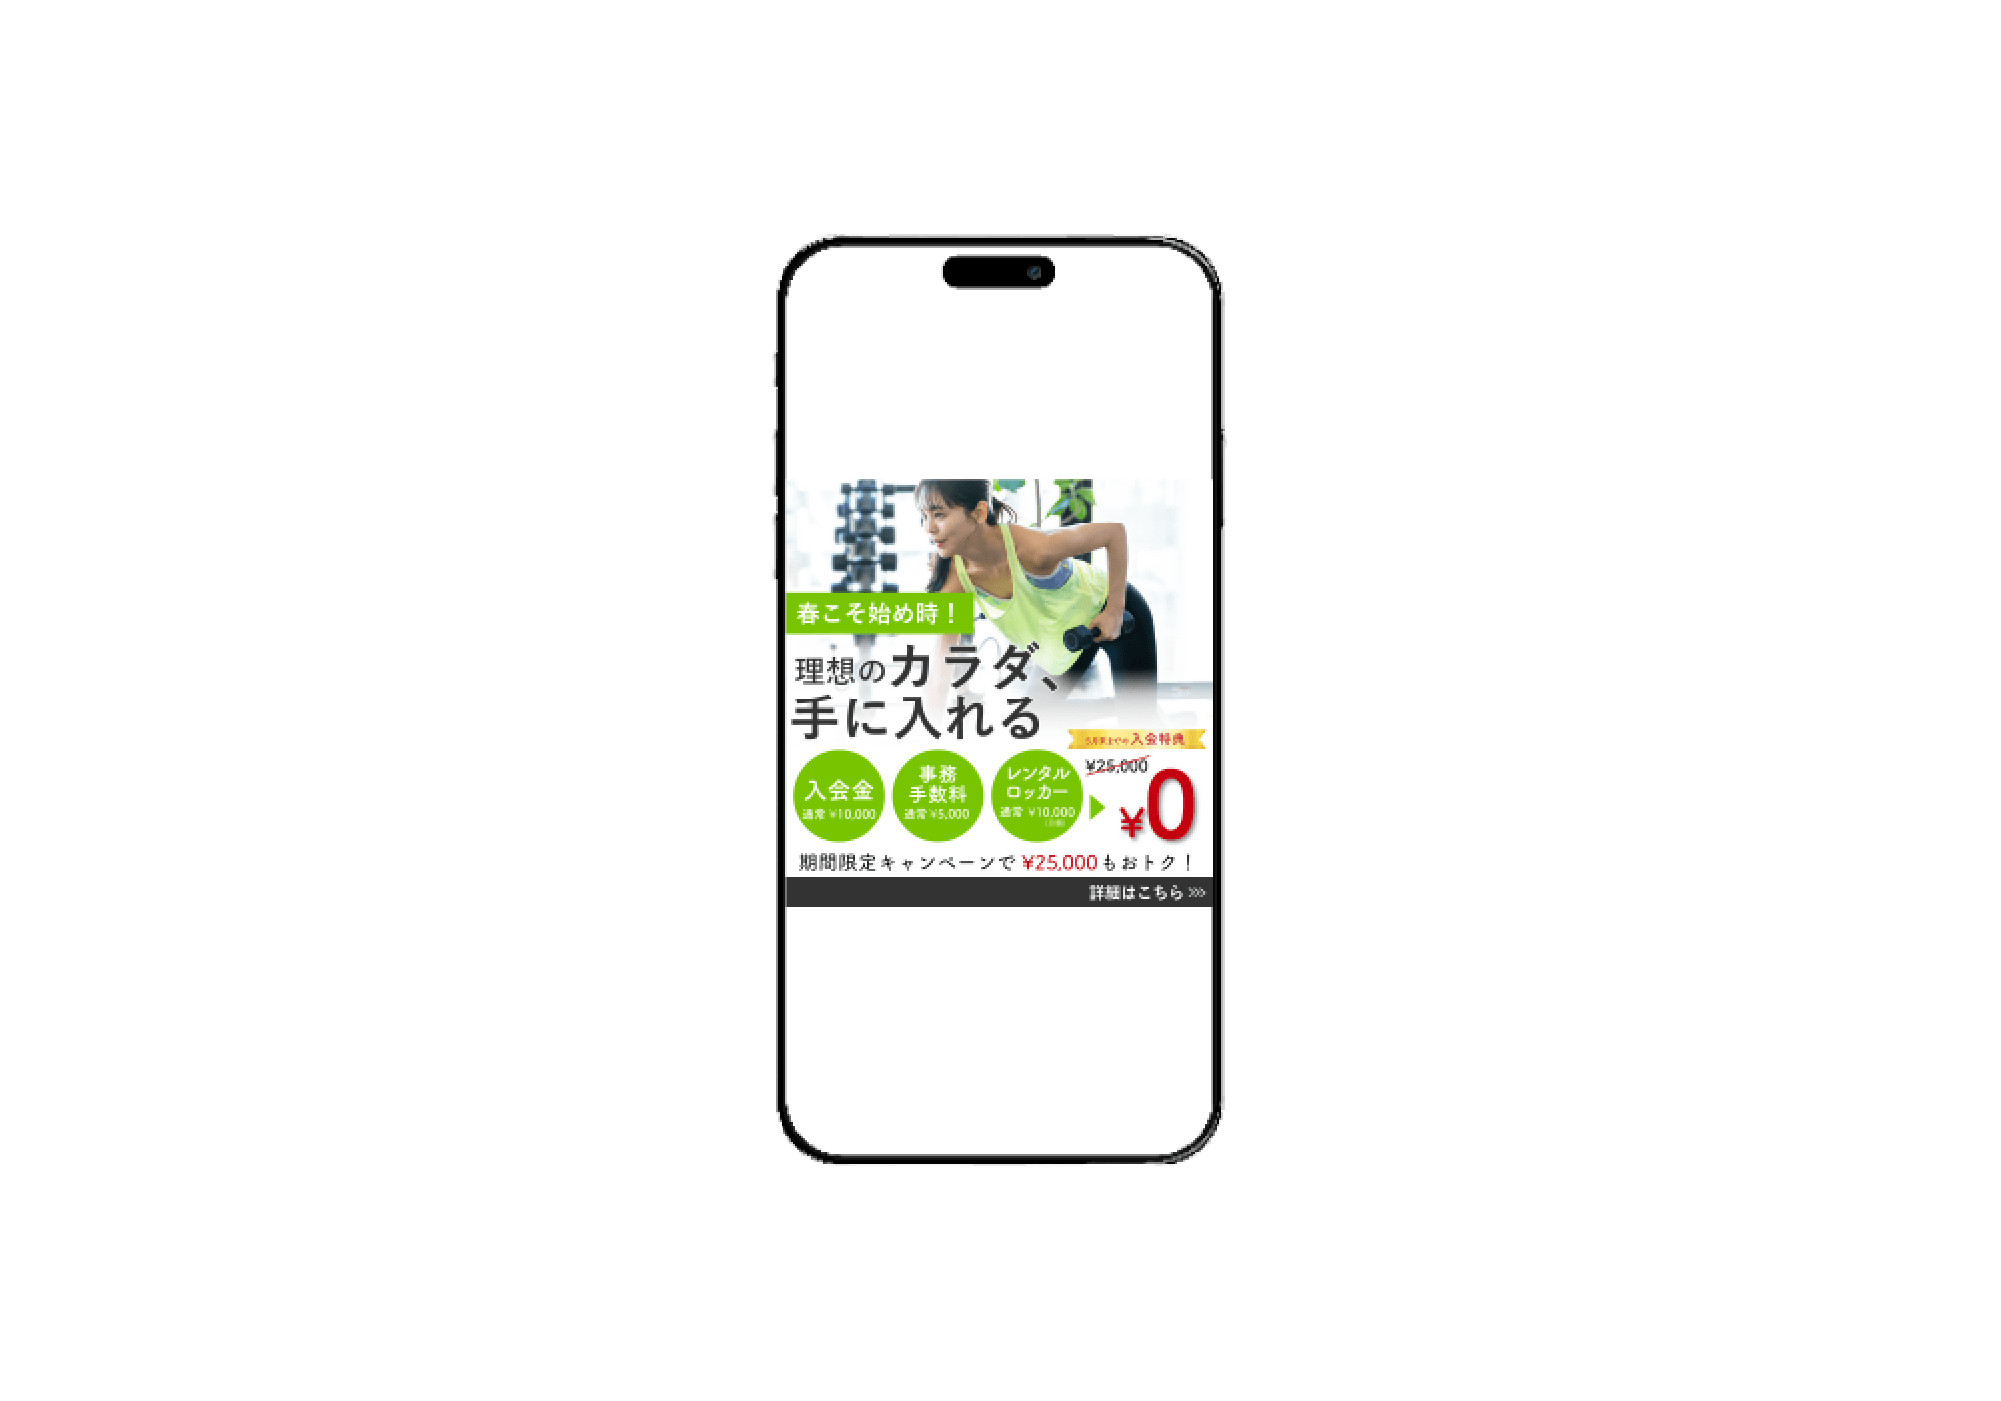 春こそ始め時！
理想のカラダ、
手に入れる
入会特典
¥25,000
¥0
入会金
通常 ¥10,000
事務
手数料
通常 ¥5,000
レンタル
ロッカー
通常 ¥10,000
期間限定キャンペーンで ¥25,000 もおトク！
詳細はこちら >>>